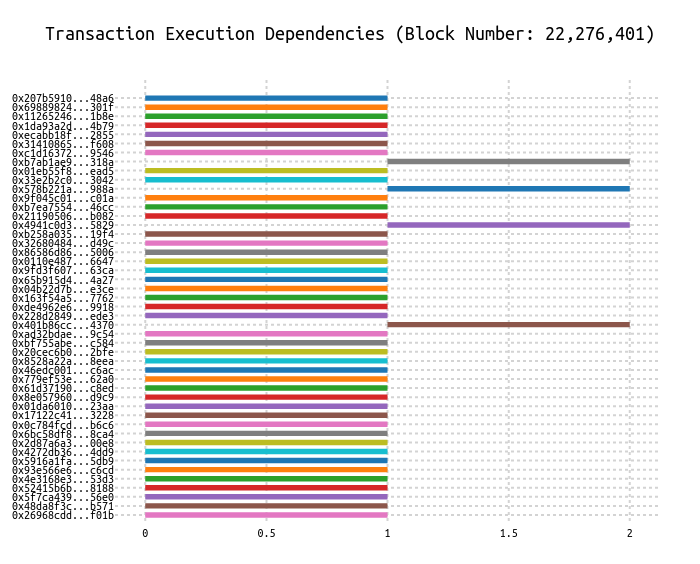 Transaction Execution Dependencies (Block Number: 22,276,401)
0x207b5910...48a6
0x69889824...301f
0x11265246...1b8e
0x1da93a2d...4b79
0xecabb18f...2855
0x31410865...f608
0xc1d16372...9546
0xb7ab1ae9...318a
0x01eb55f8...ead5
0x33e2b2c0...3042
0x578b221a...988a
0x9f045c01...c01a
0xb7ea7554...46cc
0x21190506...b082
0x4941c0d3...5829
0xb258a035...19f4
0x32680484...d49c
0x86586d86...5006
0x0110e487...6647
0x9fd3f607...63ca
0x65b915d4...4a27
0x04b22d7b...e3ce
0x163f54a5...7762
0xde4962e6...9918
0x228d2849...ede3
0x401b86cc...4370
0xad32bdae...9c54
0xbf755abe...c584
0x20cec6b0...2bfe
0x8528a22a...8eea
0x46edc001...c6ac
0x779ef53e...62a0
0x61d37190...c8ed
0x8e057960...d9c9
0x01da6010...23aa
0x17122c41...3228
0x0c784fcd...b6c6
0x6bc58df8...8ca4
0x2d87a6a3...00e8
0x4272db36...4dd9
0x5916a1fa...5db9
0x93e566e6...c6cd
0x4e3168e3...53d3
0x52415b6b...8188
0x5f7ca439...56e0
0x48da8f3c...b571
0x26968cdd...f01b
0 0.5 1 1.5 2